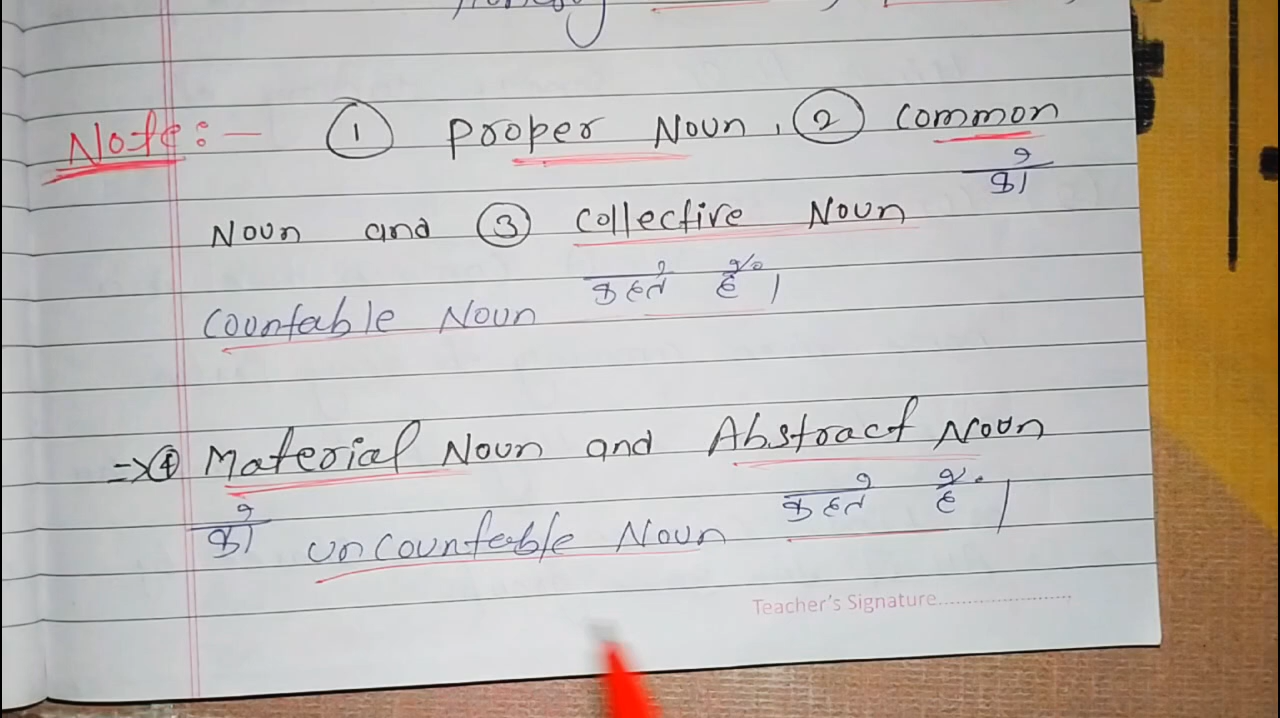 Note:- ① Proper Noun, ② Common
Noun and ③ Collective Noun को
Countable Noun कहते हैं।
=> ④ Material Noun and Abstract Noun
को Uncountable Noun कहते हैं।
Teacher's Signature........................